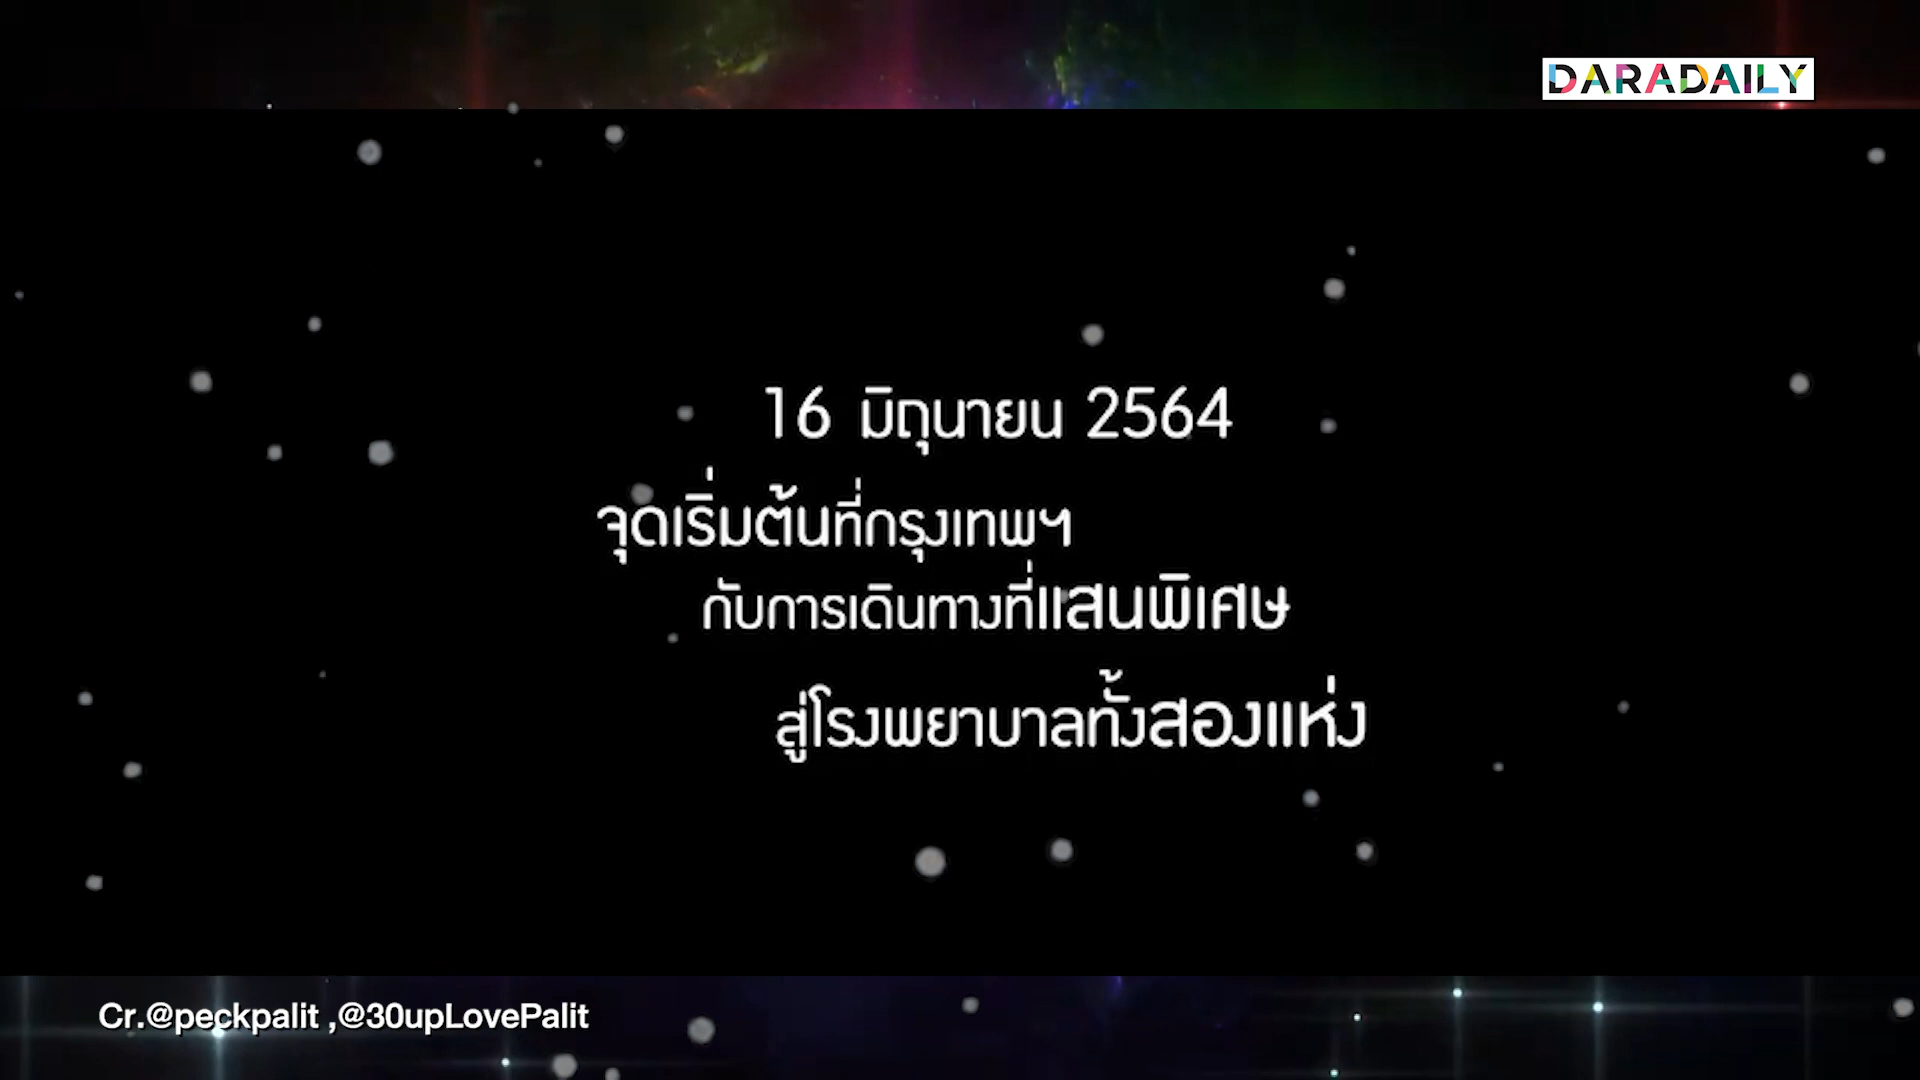 DARADAILY
16 มิถุนายน 2564
จุดเริ่มต้นที่กรุงเทพฯ
กับการเดินทางที่แสนพิเศษ
สู่โรงพยาบาลทั้งสองแห่ง
Cr.@peckpalit ,@30upLovePalit